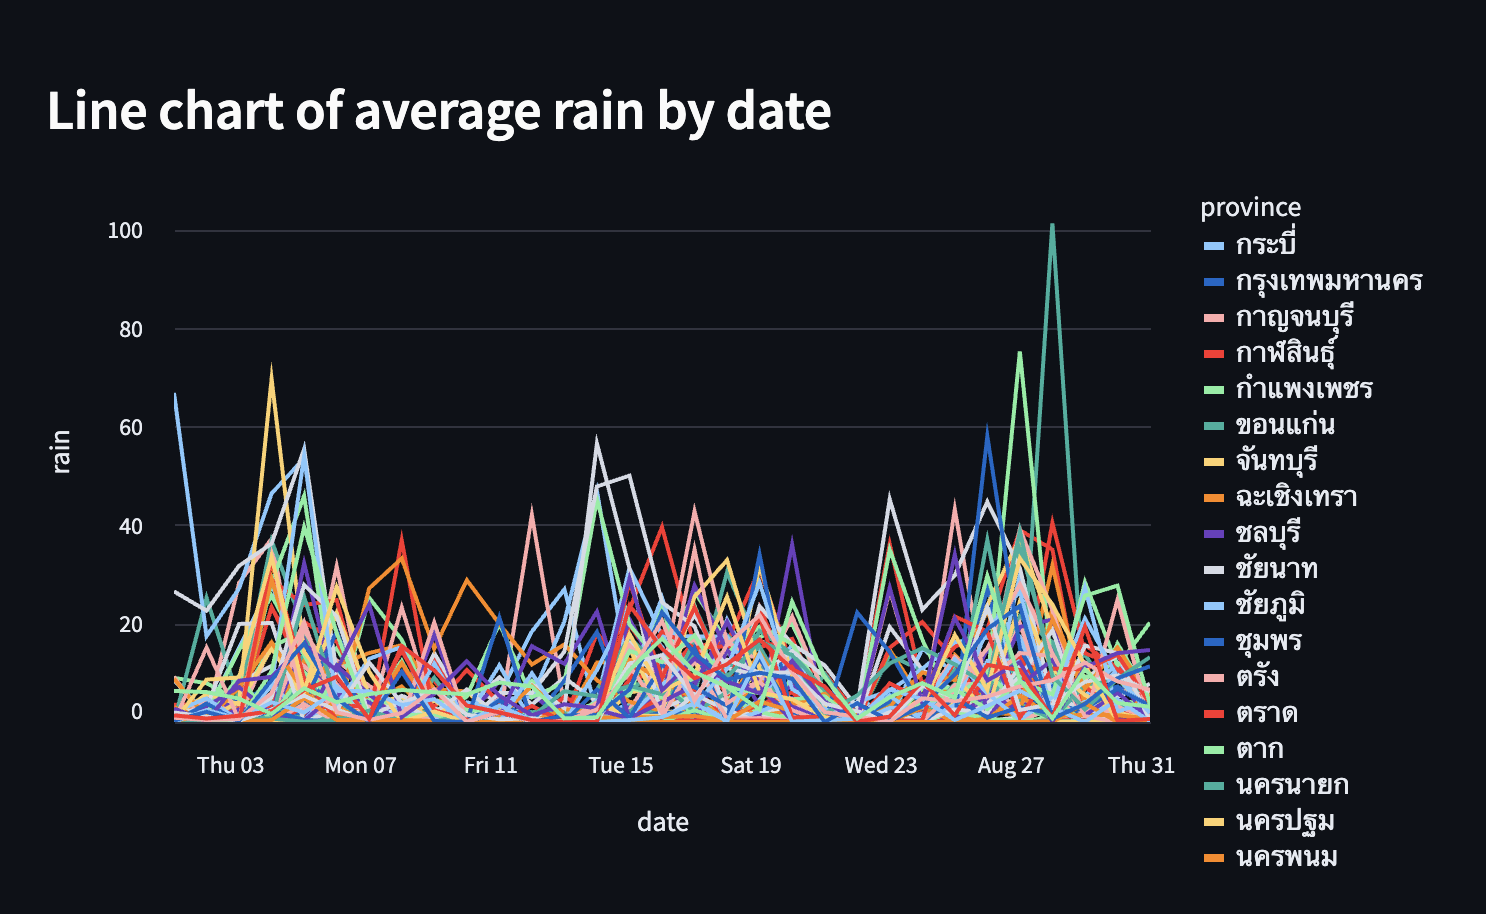 Line chart of average rain by date
rain
100
80
60
40
20
0
Thu 03 Mon 07 Fri 11 Tue 15 Sat 19 Wed 23 Aug 27 Thu 31
date
province
กระบี่
กรุงเทพมหานคร
กาญจนบุรี
กาฬสินธุ์
กำแพงเพชร
ขอนแก่น
จันทบุรี
ฉะเชิงเทรา
ชลบุรี
ชัยนาท
ชัยภูมิ
ชุมพร
ตรัง
ตราด
ตาก
นครนายก
นครปฐม
นครพนม